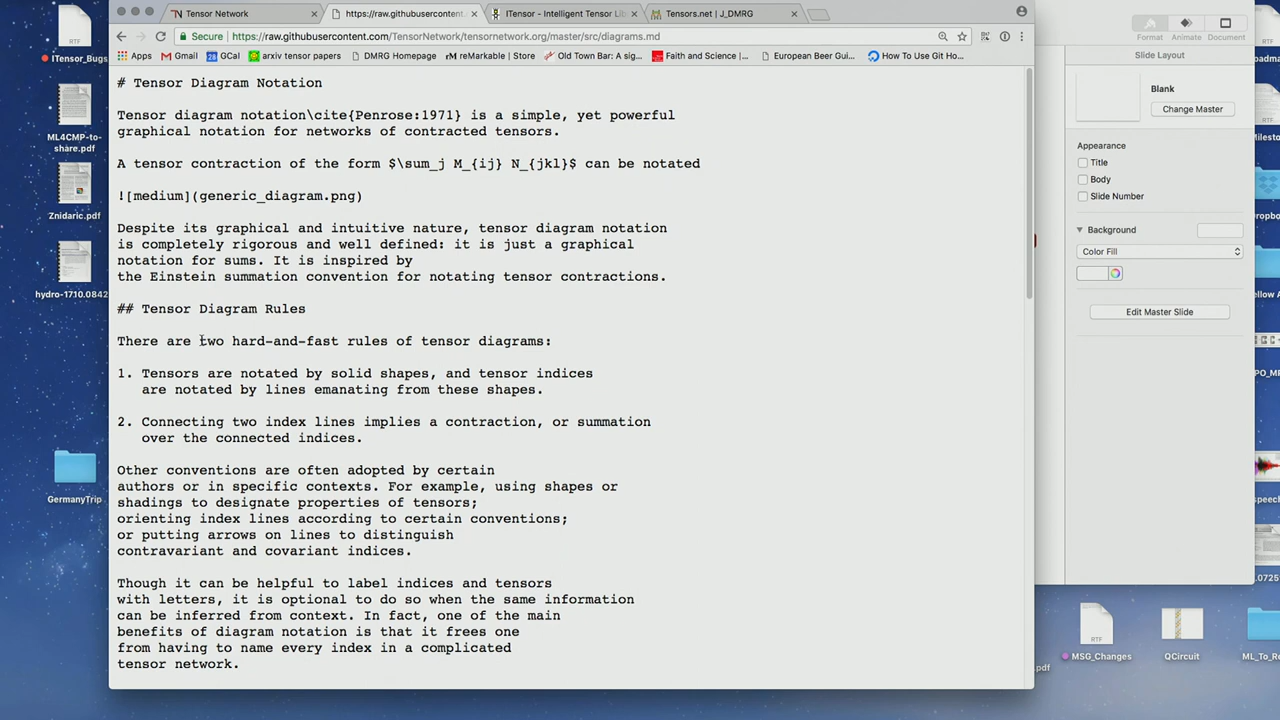 Tensor Network
https://raw.githubusercontent.c
ITensor - Intelligent Tensor Lib
Tensors.net | J_DMRG
Secure
https://raw.githubusercontent.com/TensorNetwork/tensornetwork.org/master/src/diagrams.md
Apps
Gmail
GCal
arxiv tensor papers
DMRG Homepage
reMarkable | Store
Old Town Bar: A sig...
Faith and Science |...
European Beer Gui...
How To Use Git Ho...
# Tensor Diagram Notation
Tensor diagram notation\cite{Penrose:1971} is a simple, yet powerful
graphical notation for networks of contracted tensors.
A tensor contraction of the form $\sum_j M_{ij} N_{jkl}$ can be notated
![medium](generic_diagram.png)
Despite its graphical and intuitive nature, tensor diagram notation
is completely rigorous and well defined: it is just a graphical
notation for sums. It is inspired by
the Einstein summation convention for notating tensor contractions.
## Tensor Diagram Rules
There are two hard-and-fast rules of tensor diagrams:
1. Tensors are notated by solid shapes, and tensor indices
are notated by lines emanating from these shapes.
2. Connecting two index lines implies a contraction, or summation
over the connected indices.
Other conventions are often adopted by certain
authors or in specific contexts. For example, using shapes or
shadings to designate properties of tensors;
orienting index lines according to certain conventions;
or putting arrows on lines to distinguish
contravariant and covariant indices.
Though it can be helpful to label indices and tensors
with letters, it is optional to do so when the same information
can be inferred from context. In fact, one of the main
benefits of diagram notation is that it frees one
from having to name every index in a complicated
tensor network.
RTF
ITensor_Bugs
ML4CMP-to-
share.pdf
Znidaric.pdf
hydro-1710.0842
GermanyTrip
Format
Animate
Document
Slide Layout
Blank
Change Master
Appearance
Title
Body
Slide Number
Background
Color Fill
Edit Master Slide
RTF
MSG_Changes
QCircuit
ML_To_Re
.pdf
oadma
RTF
Milesto
Dropbo
ellow A
PO_MP
.0725